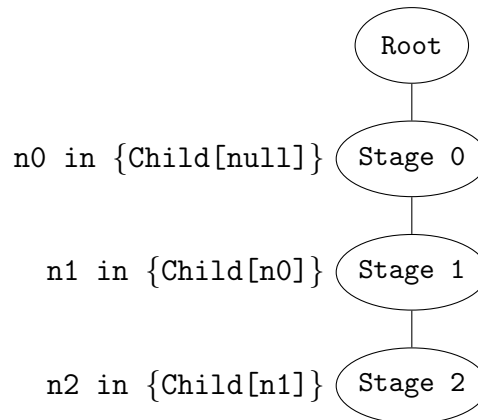 Root
n0 in {Child[null]} Stage 0
n1 in {Child[n0]} Stage 1
n2 in {Child[n1]} Stage 2